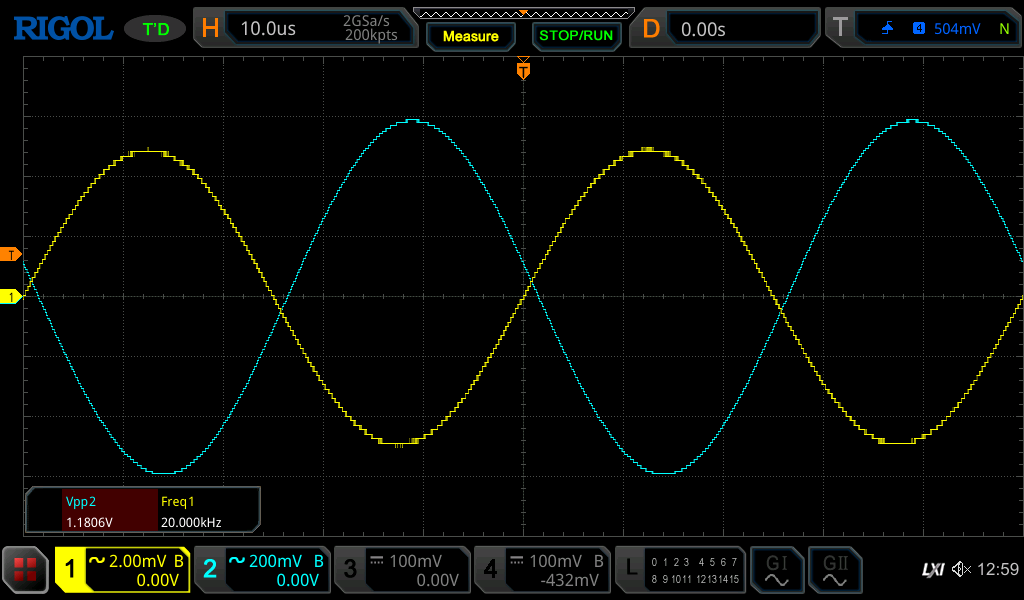 RIGOL T'D H 10.0us 2GSa/s 200kpts Measure STOP/RUN D 0.00s T 4 504mV N
T
T
1
Vpp2 Freq1
1.1806V 20.000kHz
1 2.00mV B 0.00V
2 200mV B 0.00V
3 100mV 0.00V
4 100mV B -432mV
L 0 1 2 3 4 5 6 7
8 9 10 11 12 13 14 15
GI GII
LXI 12:59